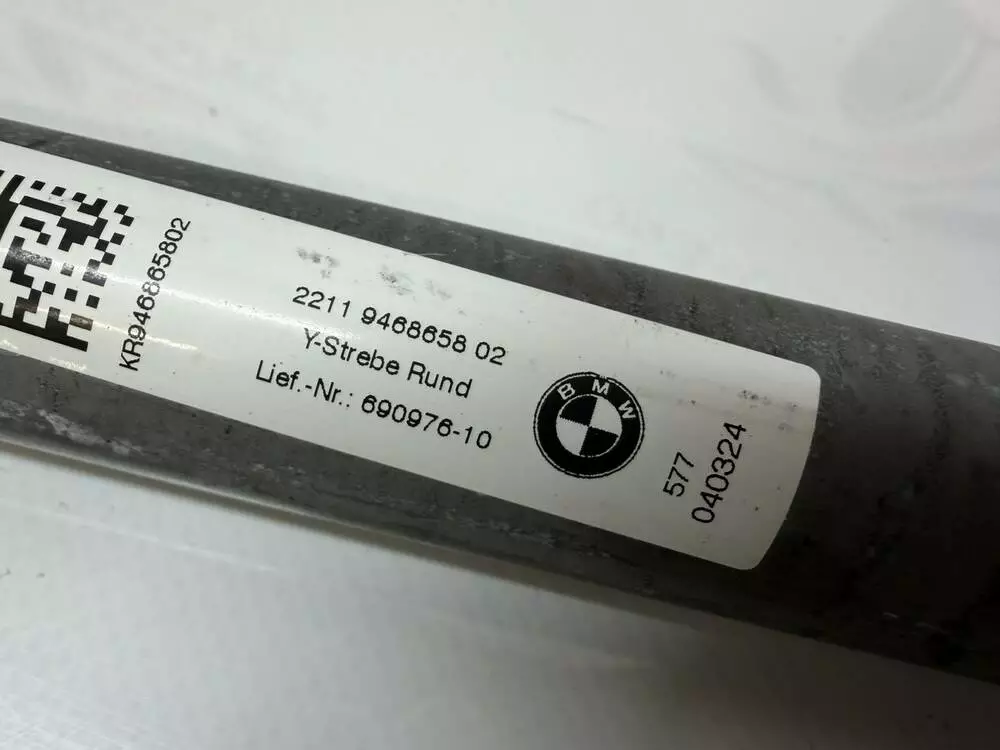 KR946865802
2211 9468658 02
Y-Strebe Rund
Lief.-Nr.: 690976-10
BMW
577
040324